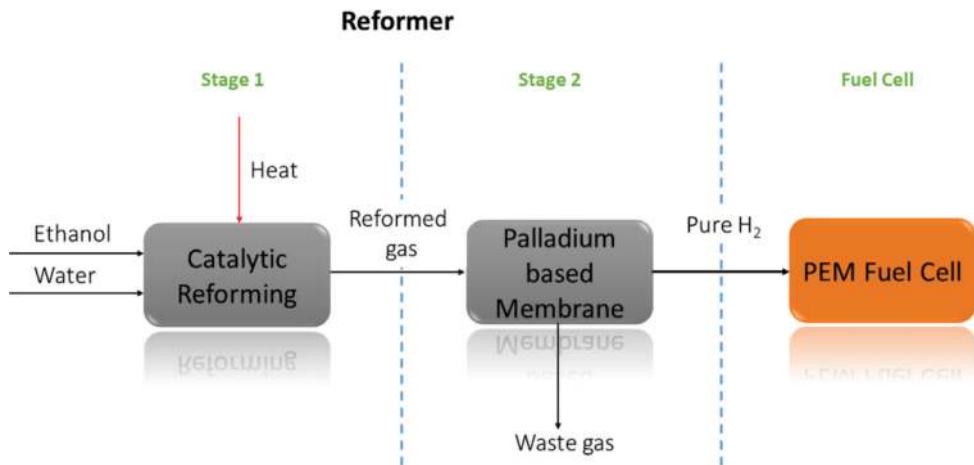 Reformer
Stage 1
Stage 2
Fuel Cell
Heat
Ethanol
Water
Catalytic
Reforming
Reformed
gas
Palladium
based
Membrane
Pure H₂
PEM Fuel Cell
Waste gas